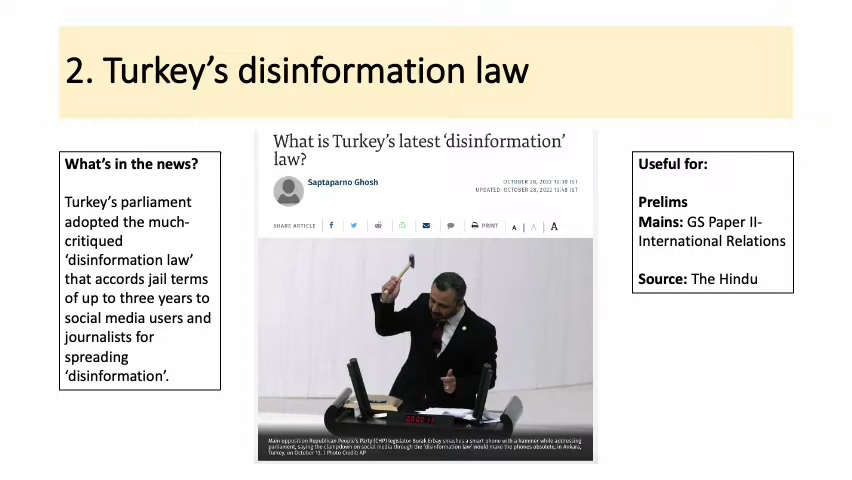 2. Turkey’s disinformation law
What’s in the news?
Turkey’s parliament
adopted the much-
critiqued
‘disinformation law’
that accords jail terms
of up to three years to
social media users and
journalists for
spreading
‘disinformation’.
What is Turkey’s latest ‘disinformation’
law?
Saptaparno Ghosh
OCTOBER 28, 2022 13:30 IST
UPDATED: OCTOBER 28, 2022 13:48 IST
SHARE ARTICLE
PRINT
A | A | A
Main opposition Republican People's Party (CHP) legislator Burak Erbay smashes a smart phone with a hammer while addressing
parliament, saying the clampdown on social media through the 'disinformation law' would make the phones obsolete, in Ankara,
Turkey, on October 13. | Photo Credit: AP
Useful for:
Prelims
Mains: GS Paper II-
International Relations
Source: The Hindu